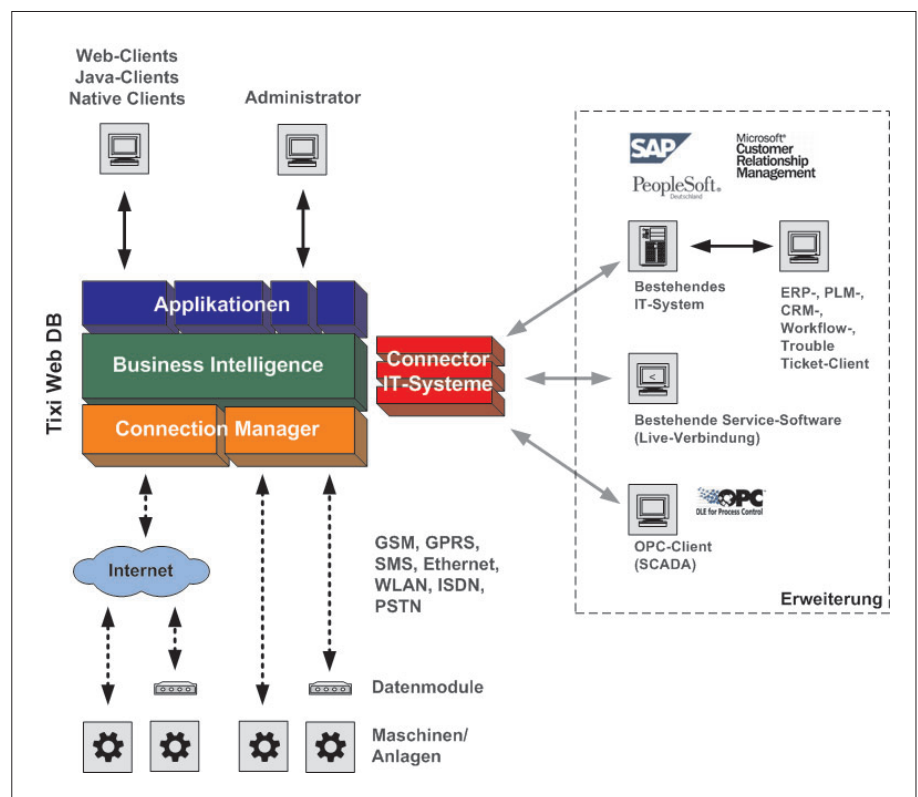 Web-Clients
Java-Clients
Native Clients
Administrator
SAP
Microsoft®
Customer
Relationship
Management
PeopleSoft®
Deutschland
Bestehendes
IT-System
ERP-, PLM-,
CRM-,
Workflow-,
Trouble
Ticket-Client
Tixi Web DB
Applikationen
Business Intelligence
Connection Manager
Connector
IT-Systeme
<
Bestehende Service-Software
(Live-Verbindung)
OPC
OLE for Process Control
OPC-Client
(SCADA)
Erweiterung
Internet
GSM, GPRS,
SMS, Ethernet,
WLAN, ISDN,
PSTN
Datenmodule
Maschinen/
Anlagen